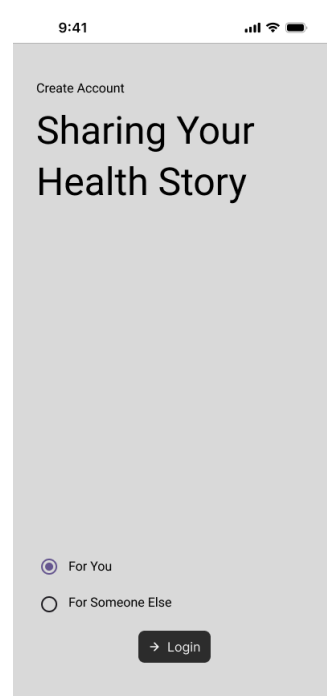 9:41
Create Account
Sharing Your
Health Story
For You
For Someone Else
→ Login